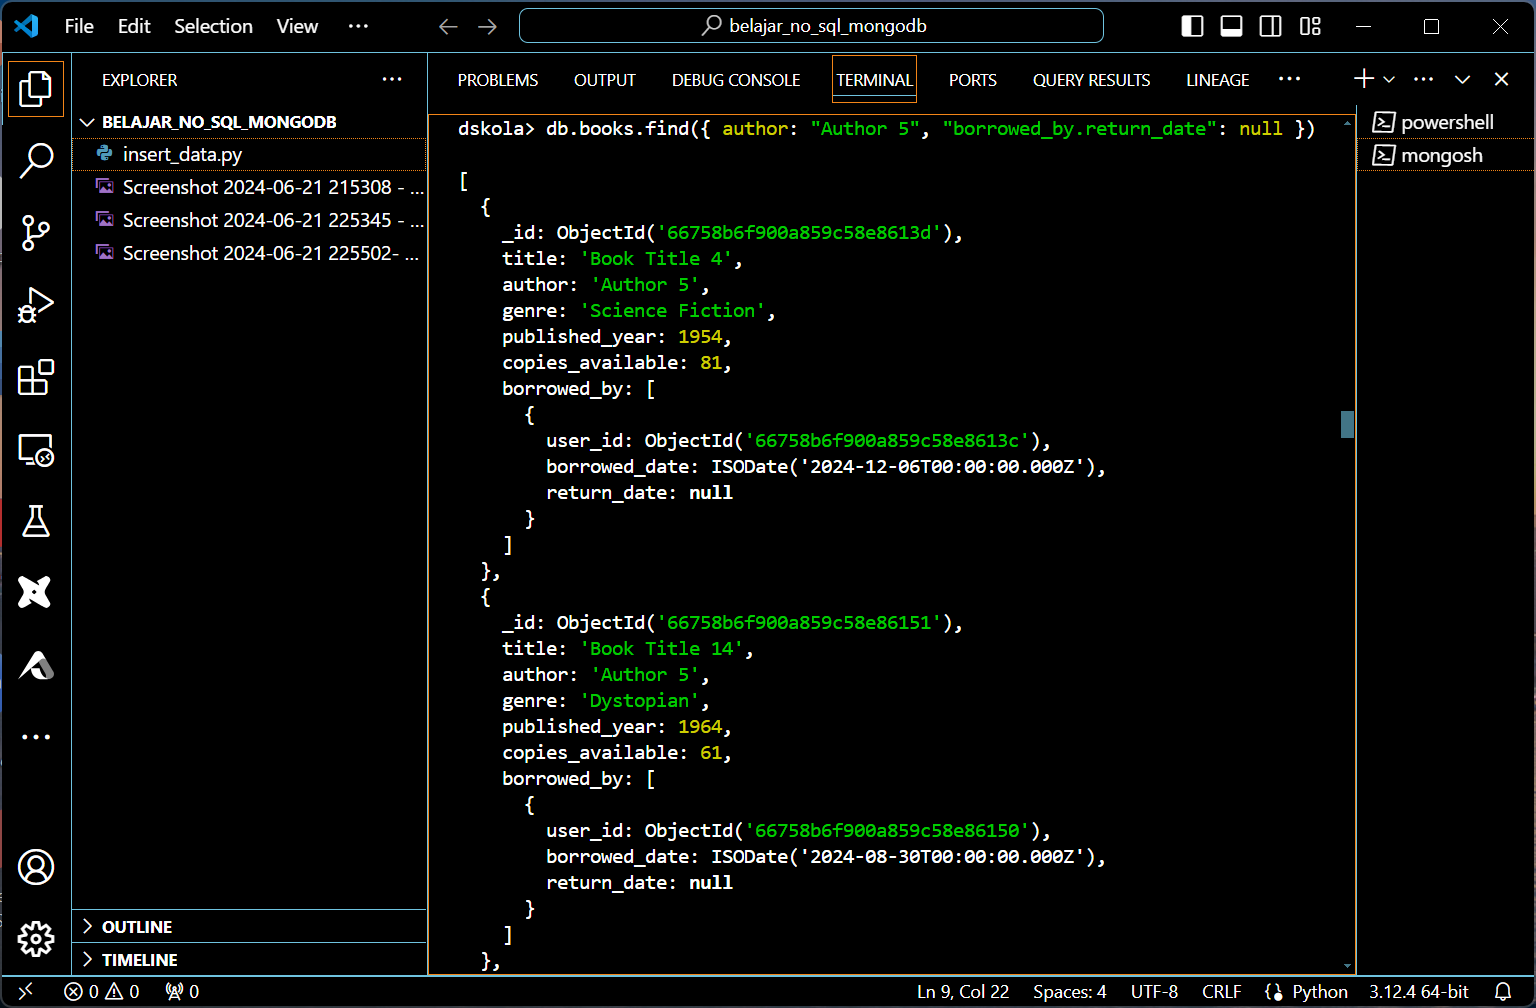 File Edit Selection View ··· belajar_no_sql_mongodb
EXPLORER ···
BELAJAR_NO_SQL_MONGODB
insert_data.py
Screenshot 2024-06-21 215308 - ...
Screenshot 2024-06-21 225345 - ...
Screenshot 2024-06-21 225502- ...
OUTLINE
TIMELINE
PROBLEMS OUTPUT DEBUG CONSOLE TERMINAL PORTS QUERY RESULTS LINEAGE ···
dskola> db.books.find({ author: "Author 5", "borrowed_by.return_date": null })
[
{
_id: ObjectId('66758b6f900a859c58e8613d'),
title: 'Book Title 4',
author: 'Author 5',
genre: 'Science Fiction',
published_year: 1954,
copies_available: 81,
borrowed_by: [
{
user_id: ObjectId('66758b6f900a859c58e8613c'),
borrowed_date: ISODate('2024-12-06T00:00:00.000Z'),
return_date: null
}
]
},
{
_id: ObjectId('66758b6f900a859c58e86151'),
title: 'Book Title 14',
author: 'Author 5',
genre: 'Dystopian',
published_year: 1964,
copies_available: 61,
borrowed_by: [
{
user_id: ObjectId('66758b6f900a859c58e86150'),
borrowed_date: ISODate('2024-08-30T00:00:00.000Z'),
return_date: null
}
]
},
powershell
mongosh
0 0 0 Ln 9, Col 22 Spaces: 4 UTF-8 CRLF Python 3.12.4 64-bit